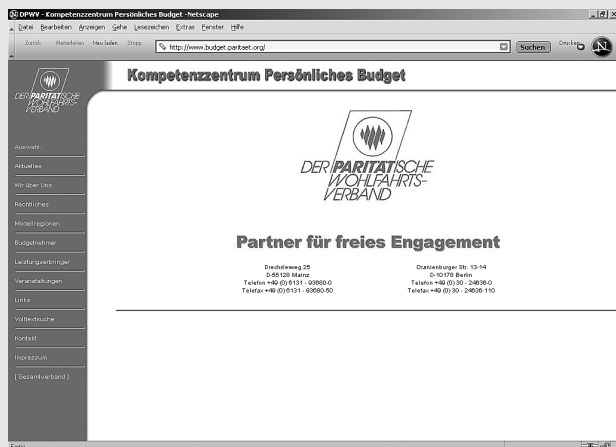 DPWV - Kompetenzzentrum Persönliches Budget - Netscape
Datei Bearbeiten Anzeigen Gehe Lesezeichen Extras Fenster Hilfe
Zurück Weiterleiten Neu laden Stopp http://www.budget.paritaet.org/ Suchen Drucken
Kompetenzzentrum Persönliches Budget
DER PARITÄTISCHE
WOHLFAHRTS-
VERBAND
Auswahl:
Aktuelles
Wir über Uns
Rechtliches
Modellregionen
Budgetnehmer
Leistungserbringer
Veranstaltungen
Links
Volltextsuche
Kontakt
Impressum
[ Gesamtverband ]
DER PARITÄTISCHE
WOHLFAHRTS-
VERBAND
Partner für freies Engagement
Drechslerweg 25
D-55128 Mainz
Telefon +49 (0) 6131 - 93680-0
Telefax +49 (0) 6131 - 93680-50
Oranienburger Str. 13-14
D-10178 Berlin
Telefon +49 (0) 30 - 24636-0
Telefax +49 (0) 30 - 24636-110
Fertig